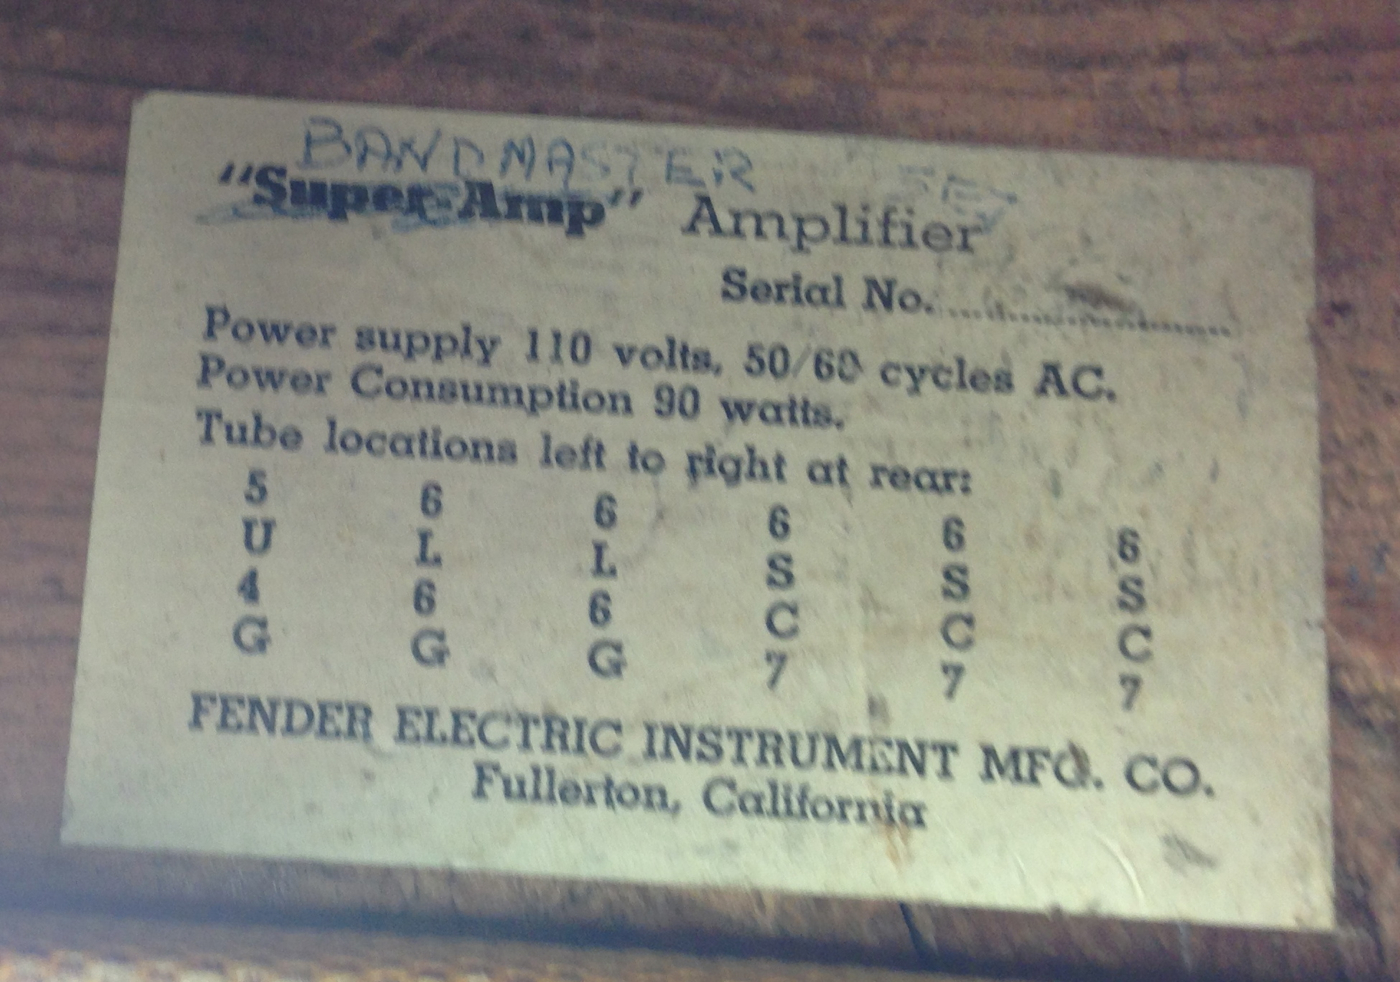 BANDMASTER
"Super-Amp" Amplifier
Serial No.
Power supply 110 volts, 50/60 cycles AC.
Power Consumption 90 watts.
Tube locations left to right at rear:
5 6 6 6 6 6
U L L S S S
4 6 6 C C C
G G G 7 7 7
FENDER ELECTRIC INSTRUMENT MFG. CO.
Fullerton, California